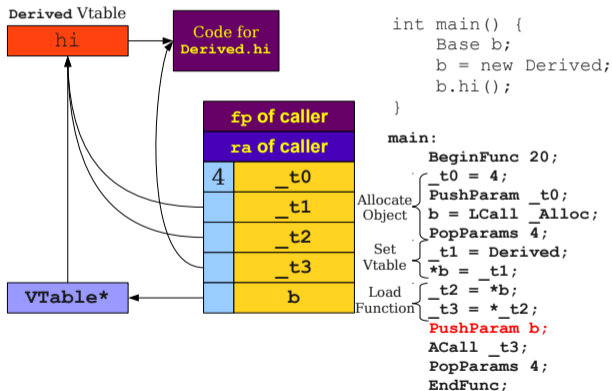 Derived Vtable
hi
Code for
Derived.hi
int main() {
Base b;
b = new Derived;
b.hi();
}
fp of caller
ra of caller
4 _t0
_t1
_t2
_t3
b
VTable*
Allocate
Object
Set
Vtable
Load
Function
main:
BeginFunc 20;
_t0 = 4;
PushParam _t0;
b = LCall _Alloc;
PopParams 4;
_t1 = Derived;
*b = _t1;
_t2 = *b;
_t3 = *_t2;
PushParam b;
ACall _t3;
PopParams 4;
EndFunc;